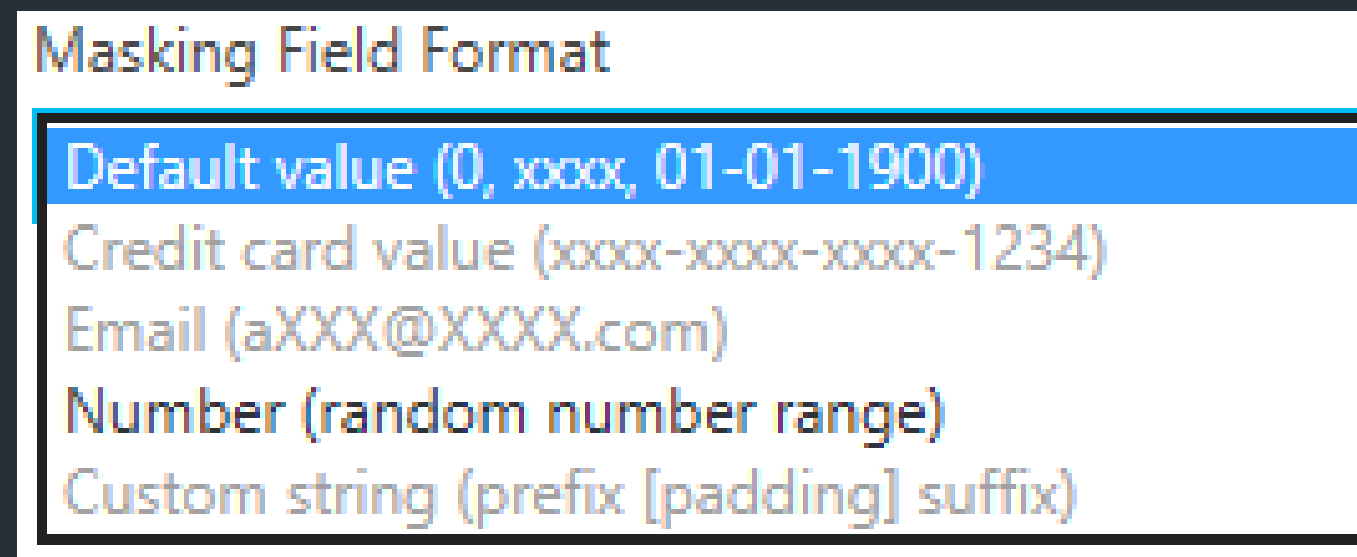 Masking Field Format
Default value (0, xxxx, 01-01-1900)
Credit card value (xxxx-xxxx-xxxx-1234)
Email (aXXX@XXXX.com)
Number (random number range)
Custom string (prefix [padding] suffix)